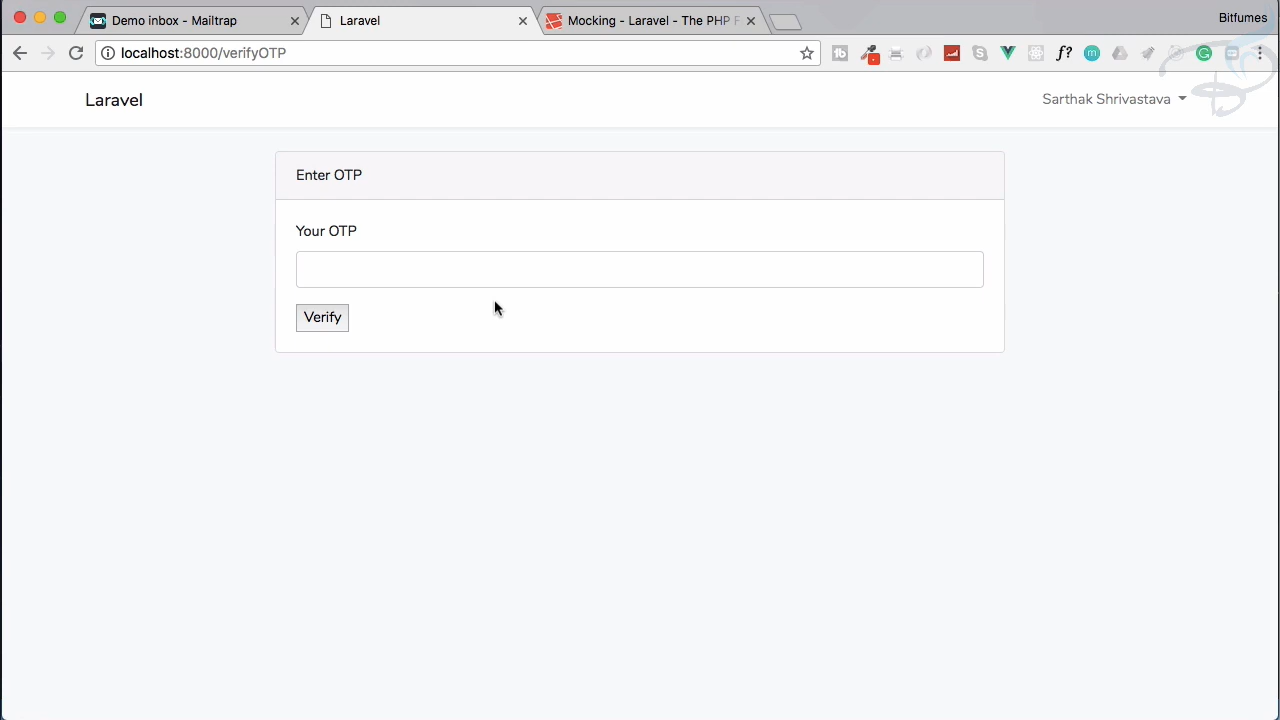 Demo inbox - Mailtrap
Laravel
Mocking - Laravel - The PHP F
Bitfumes
localhost:8000/verifyOTP
f?
m
Laravel
Sarthak Shrivastava
Enter OTP
Your OTP
Verify